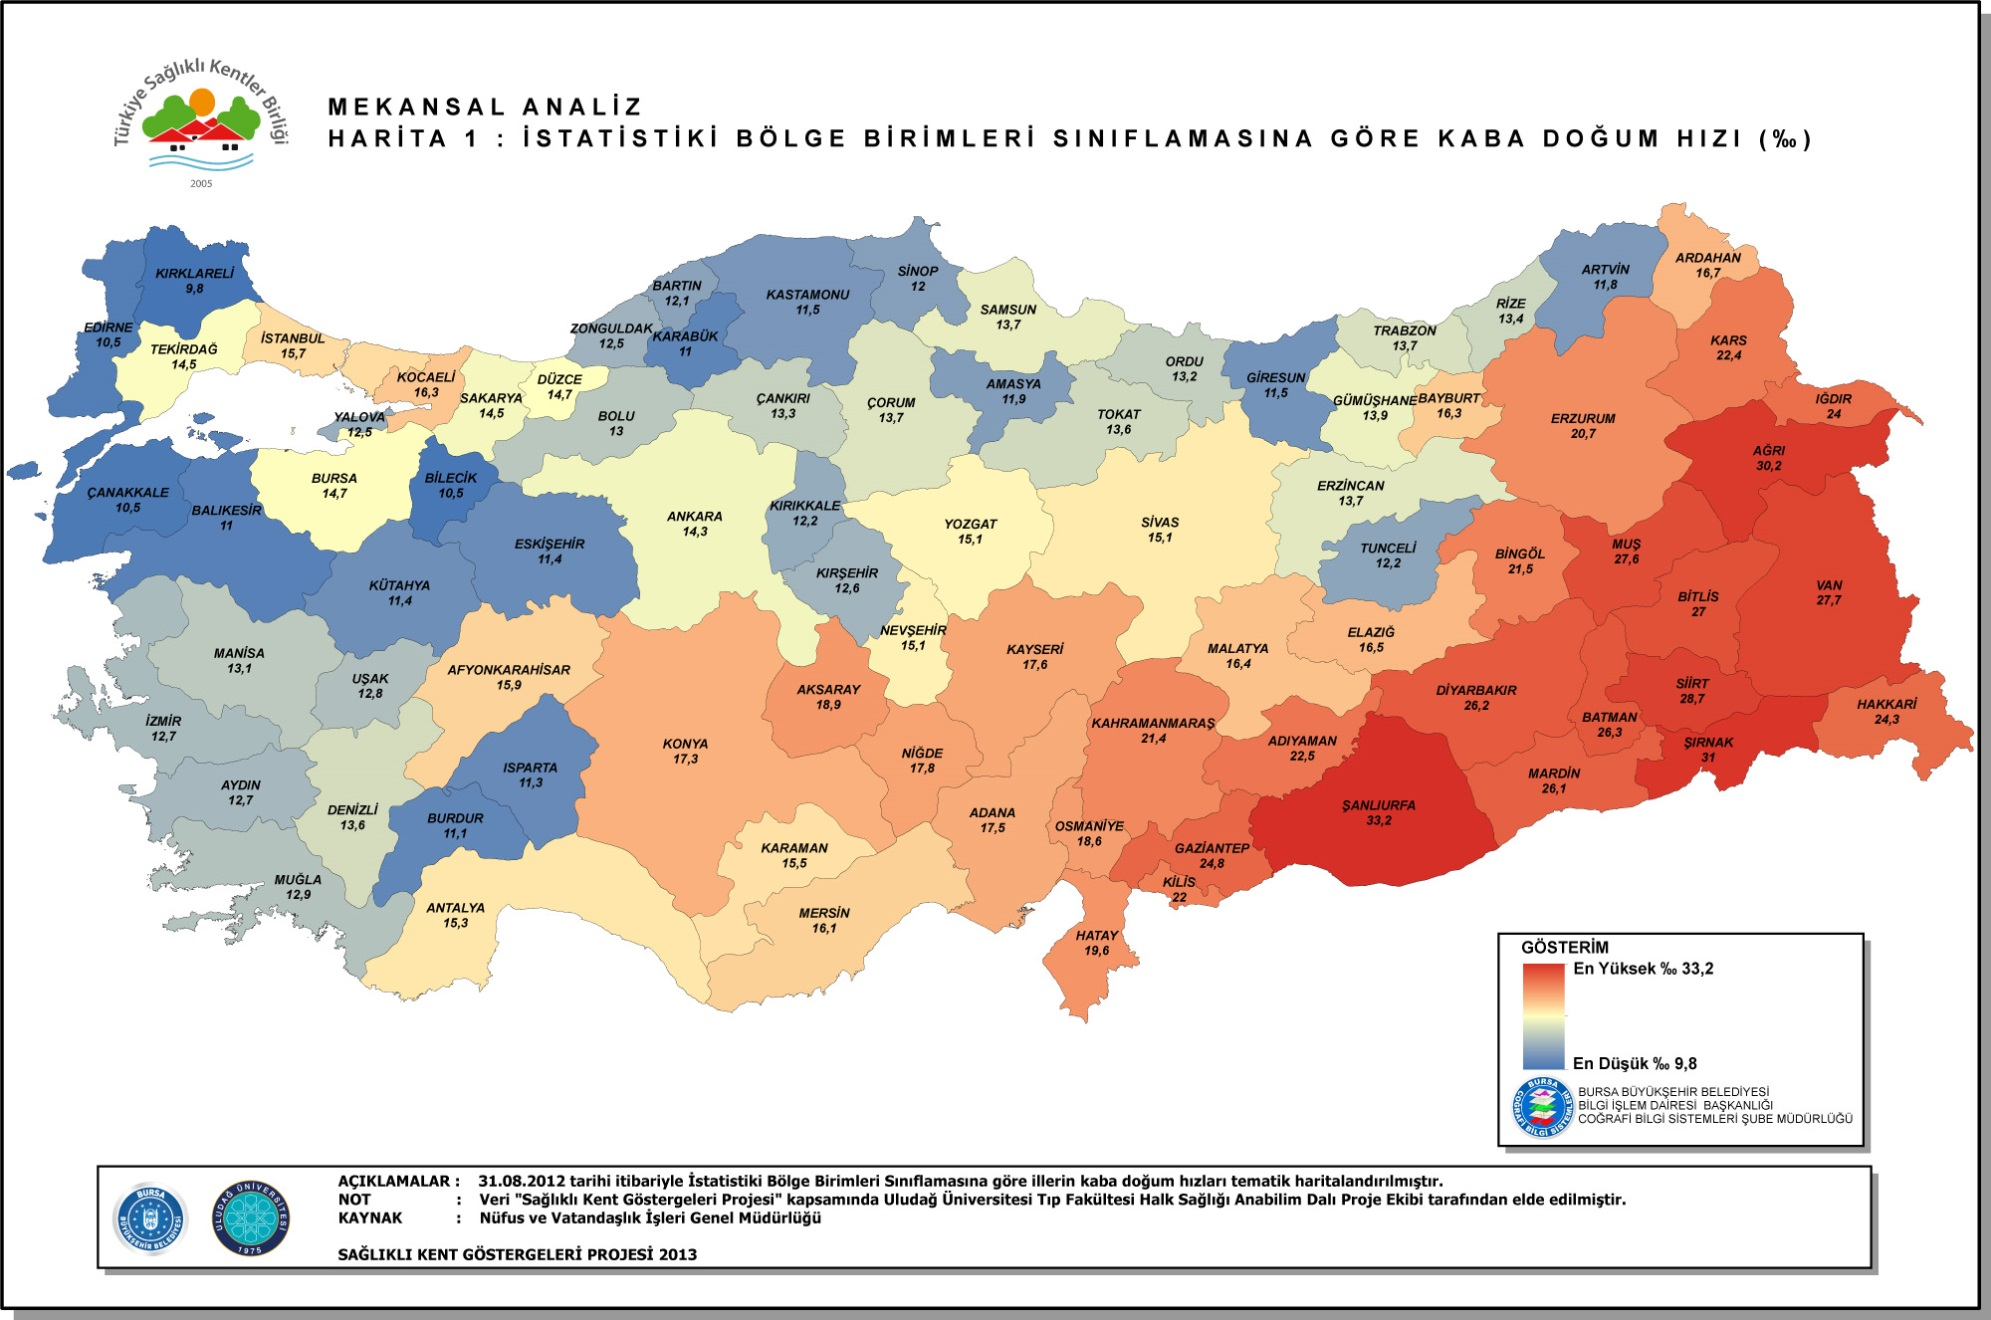 Türkiye Sağlıklı Kentler Birliği
2005
MEKANSAL ANALİZ
HARİTA 1 : İSTATİSTİKİ BÖLGE BİRİMLERİ SINIFLAMASINA GÖRE KABA DOĞUM HIZI (‰)
KIRKLARELİ
9,8
EDİRNE
10,5
TEKİRDAĞ
14,5
İSTANBUL
15,7
KOCAELİ
16,3
YALOVA
12,5
SAKARYA
14,5
DÜZCE
14,7
ZONGULDAK
12,5
BARTIN
12,1
KARABÜK
11
KASTAMONU
11,5
SİNOP
12
SAMSUN
13,7
BOLU
13
ÇANKIRI
13,3
ÇORUM
13,7
AMASYA
11,9
TOKAT
13,6
ORDU
13,2
GİRESUN
11,5
TRABZON
13,7
GÜMÜŞHANE
13,9
BAYBURT
16,3
RİZE
13,4
ARTVİN
11,8
ARDAHAN
16,7
KARS
22,4
IĞDIR
24
AĞRI
30,2
ERZURUM
20,7
ERZİNCAN
13,7
TUNCELİ
12,2
BİNGÖL
21,5
MUŞ
27,6
BİTLİS
27
VAN
27,7
ÇANAKKALE
10,5
BALIKESİR
11
BURSA
14,7
BİLECİK
10,5
ESKİŞEHİR
11,4
KÜTAHYA
11,4
ANKARA
14,3
KIRIKKALE
12,2
KIRŞEHİR
12,6
YOZGAT
15,1
SİVAS
15,1
NEVŞEHİR
15,1
KAYSERİ
17,6
MALATYA
16,4
ELAZIĞ
16,5
DİYARBAKIR
26,2
BATMAN
26,3
SİİRT
28,7
ŞIRNAK
31
HAKKARİ
24,3
MARDİN
26,1
ŞANLIURFA
33,2
ADIYAMAN
22,5
KAHRAMANMARAŞ
21,4
GAZİANTEP
24,8
KİLİS
22
OSMANİYE
18,6
HATAY
19,6
ADANA
17,5
MERSİN
16,1
KARAMAN
15,5
NİĞDE
17,8
AKSARAY
18,9
KONYA
17,3
AFYONKARAHİSAR
15,9
ISPARTA
11,3
BURDUR
11,1
ANTALYA
15,3
MANİSA
13,1
UŞAK
12,8
İZMİR
12,7
AYDIN
12,7
DENİZLİ
13,6
MUĞLA
12,9
GÖSTERİM
En Yüksek ‰ 33,2
En Düşük ‰ 9,8
BURSA
COĞRAFİ BİLGİ SİSTEMLERİ
BURSA BÜYÜKŞEHİR BELEDİYESİ
BİLGİ İŞLEM DAİRESİ BAŞKANLIĞI
COĞRAFİ BİLGİ SİSTEMLERİ ŞUBE MÜDÜRLÜĞÜ
BURSA
BÜYÜKŞEHİR BELEDİYESİ
ULUDAĞ ÜNİVERSİTESİ
1975
AÇIKLAMALAR : 31.08.2012 tarihi itibariyle İstatistiki Bölge Birimleri Sınıflamasına göre illerin kaba doğum hızları tematik haritalandırılmıştır.
NOT : Veri "Sağlıklı Kent Göstergeleri Projesi" kapsamında Uludağ Üniversitesi Tıp Fakültesi Halk Sağlığı Anabilim Dalı Proje Ekibi tarafından elde edilmiştir.
KAYNAK : Nüfus ve Vatandaşlık İşleri Genel Müdürlüğü
SAĞLIKLI KENT GÖSTERGELERİ PROJESİ 2013